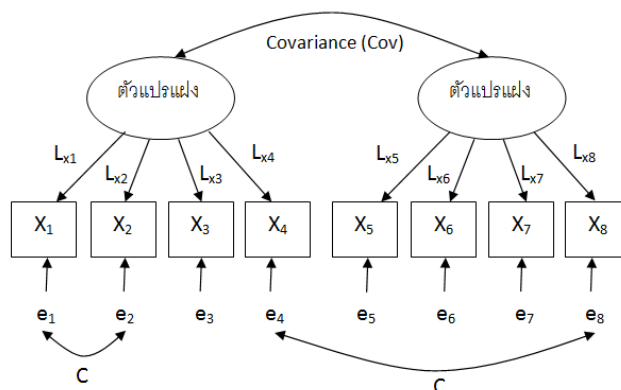 Covariance (Cov)
ตัวแปรแฝง ตัวแปรแฝง
Lx1 Lx2 Lx3 Lx4 Lx5 Lx6 Lx7 Lx8
X1 X2 X3 X4 X5 X6 X7 X8
e1 e2 e3 e4 e5 e6 e7 e8
C C